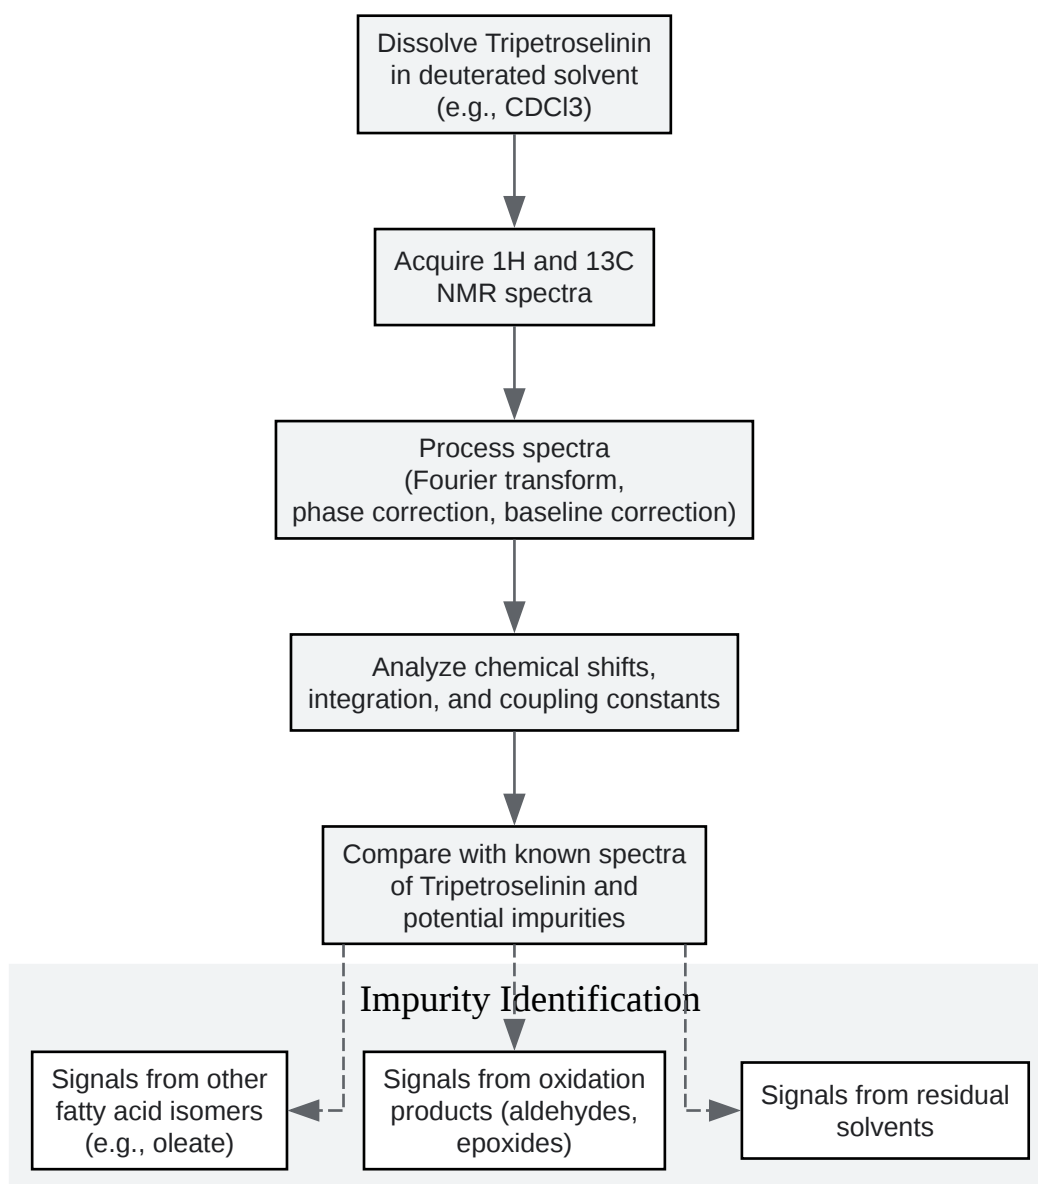 Dissolve Tripetroselinin
in deuterated solvent
(e.g., CDCl3)
Acquire 1H and 13C
NMR spectra
Process spectra
(Fourier transform,
phase correction, baseline correction)
Analyze chemical shifts,
integration, and coupling constants
Compare with known spectra
of Tripetroselinin and
potential impurities
Impurity Identification
Signals from other
fatty acid isomers
(e.g., oleate)
Signals from oxidation
products (aldehydes,
epoxides)
Signals from residual
solvents